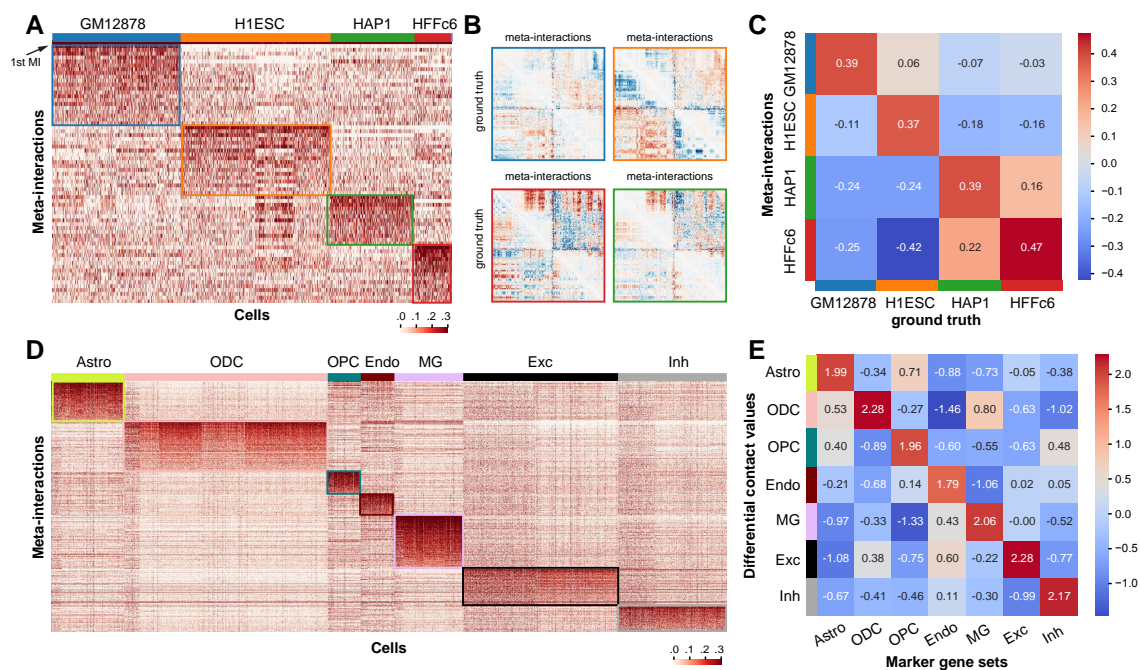 A
GM12878 H1ESC HAP1 HFFc6
1st MI
Meta-interactions
Cells
.0 .1 .2 .3
B
meta-interactions meta-interactions
ground truth
meta-interactions meta-interactions
ground truth
C
Meta-interactions
GM12878
H1ESC
HAP1
HFFc6
0.39 0.06 -0.07 -0.03
-0.11 0.37 -0.18 -0.16
-0.24 -0.24 0.39 0.16
-0.25 -0.42 0.22 0.47
GM12878 H1ESC HAP1 HFFc6
ground truth
0.4
0.3
0.2
0.1
0.0
−0.1
−0.2
−0.3
−0.4
D
Astro ODC OPC Endo MG Exc Inh
Meta-interactions
Cells
.0 .1 .2 .3
E
Differential contact values
Astro 1.99 -0.34 0.71 -0.88 -0.73 -0.05 -0.38
ODC 0.53 2.28 -0.27 -1.46 0.80 -0.63 -1.02
OPC 0.40 -0.89 1.96 -0.60 -0.55 -0.63 0.48
Endo -0.21 -0.68 0.14 1.79 -1.06 0.02 0.05
MG -0.97 -0.33 -1.33 0.43 2.06 -0.00 -0.52
Exc -1.08 0.38 -0.75 0.60 -0.22 2.28 -0.77
Inh -0.67 -0.41 -0.46 0.11 -0.30 -0.99 2.17
Astro ODC OPC Endo MG Exc Inh
Marker gene sets
2.0
1.5
1.0
0.5
0.0
−0.5
−1.0